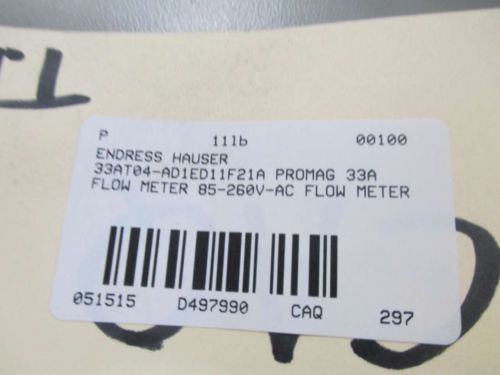 P 11lb 00100
ENDRESS HAUSER
33AT04-AD1ED11F21A PROMAG 33A
FLOW METER 85-260V-AC FLOW METER
051515 D497990 CAQ 297